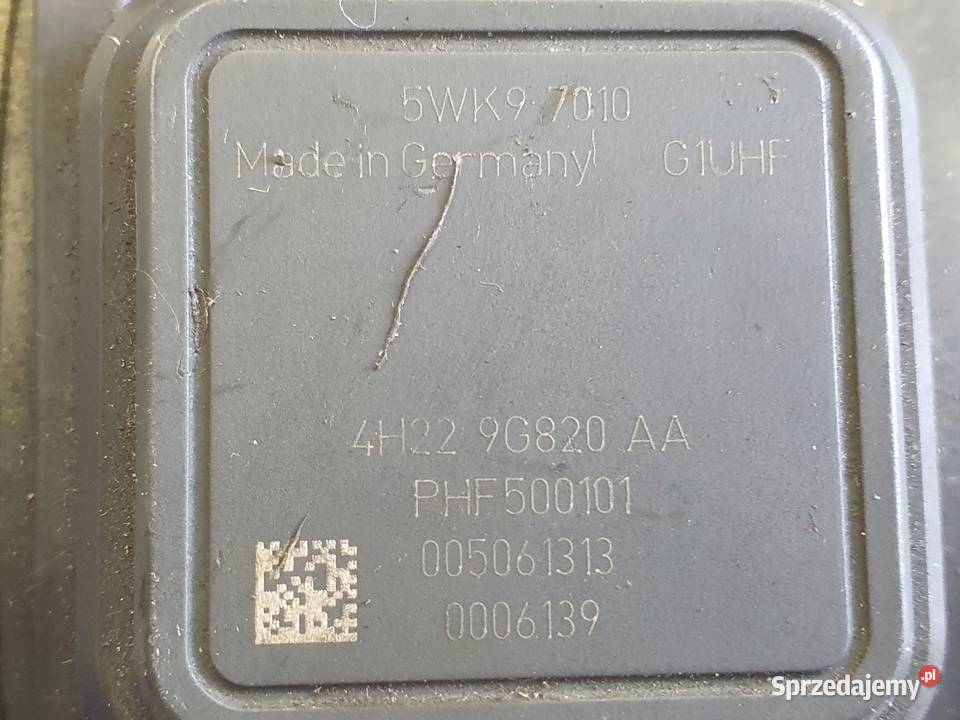 5WK9 7010
Made in Germany G1UHF
4H22 9G820 AA
PHF500101
005061313
0006139
Sprzedajemy.pl